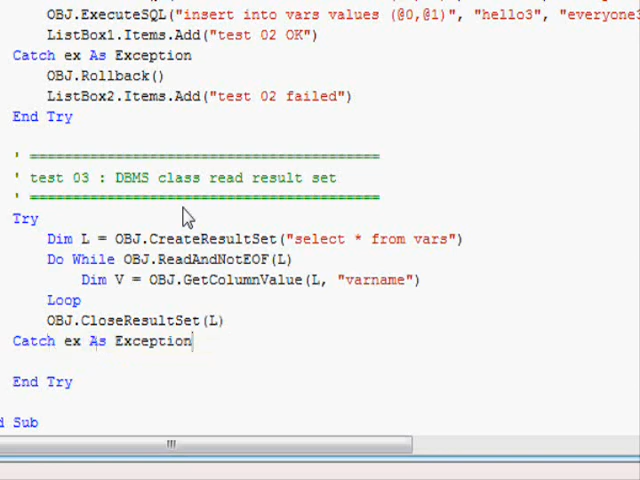 OBJ.ExecuteSQL("insert into vars values (@0,@1)", "hello3", "everyone3
ListBox1.Items.Add("test 02 OK")
Catch ex As Exception
OBJ.Rollback()
ListBox2.Items.Add("test 02 failed")
End Try
' =========================================
' test 03 : DBMS class read result set
' =========================================
Try
Dim L = OBJ.CreateResultSet("select * from vars")
Do While OBJ.ReadAndNotEOF(L)
Dim V = OBJ.GetColumnValue(L, "varname")
Loop
OBJ.CloseResultSet(L)
Catch ex As Exception
End Try
d Sub